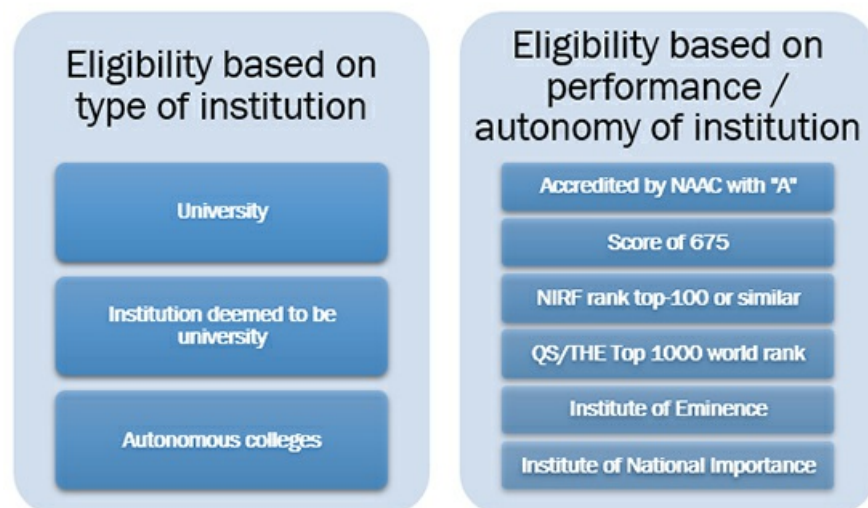 Eligibility based on
type of institution
University
Institution deemed to be
university
Autonomous colleges
Eligibility based on
performance /
autonomy of institution
Accredited by NAAC with "A"
Score of 675
NIRF rank top-100 or similar
QS/THE Top 1000 world rank
Institute of Eminence
Institute of National Importance